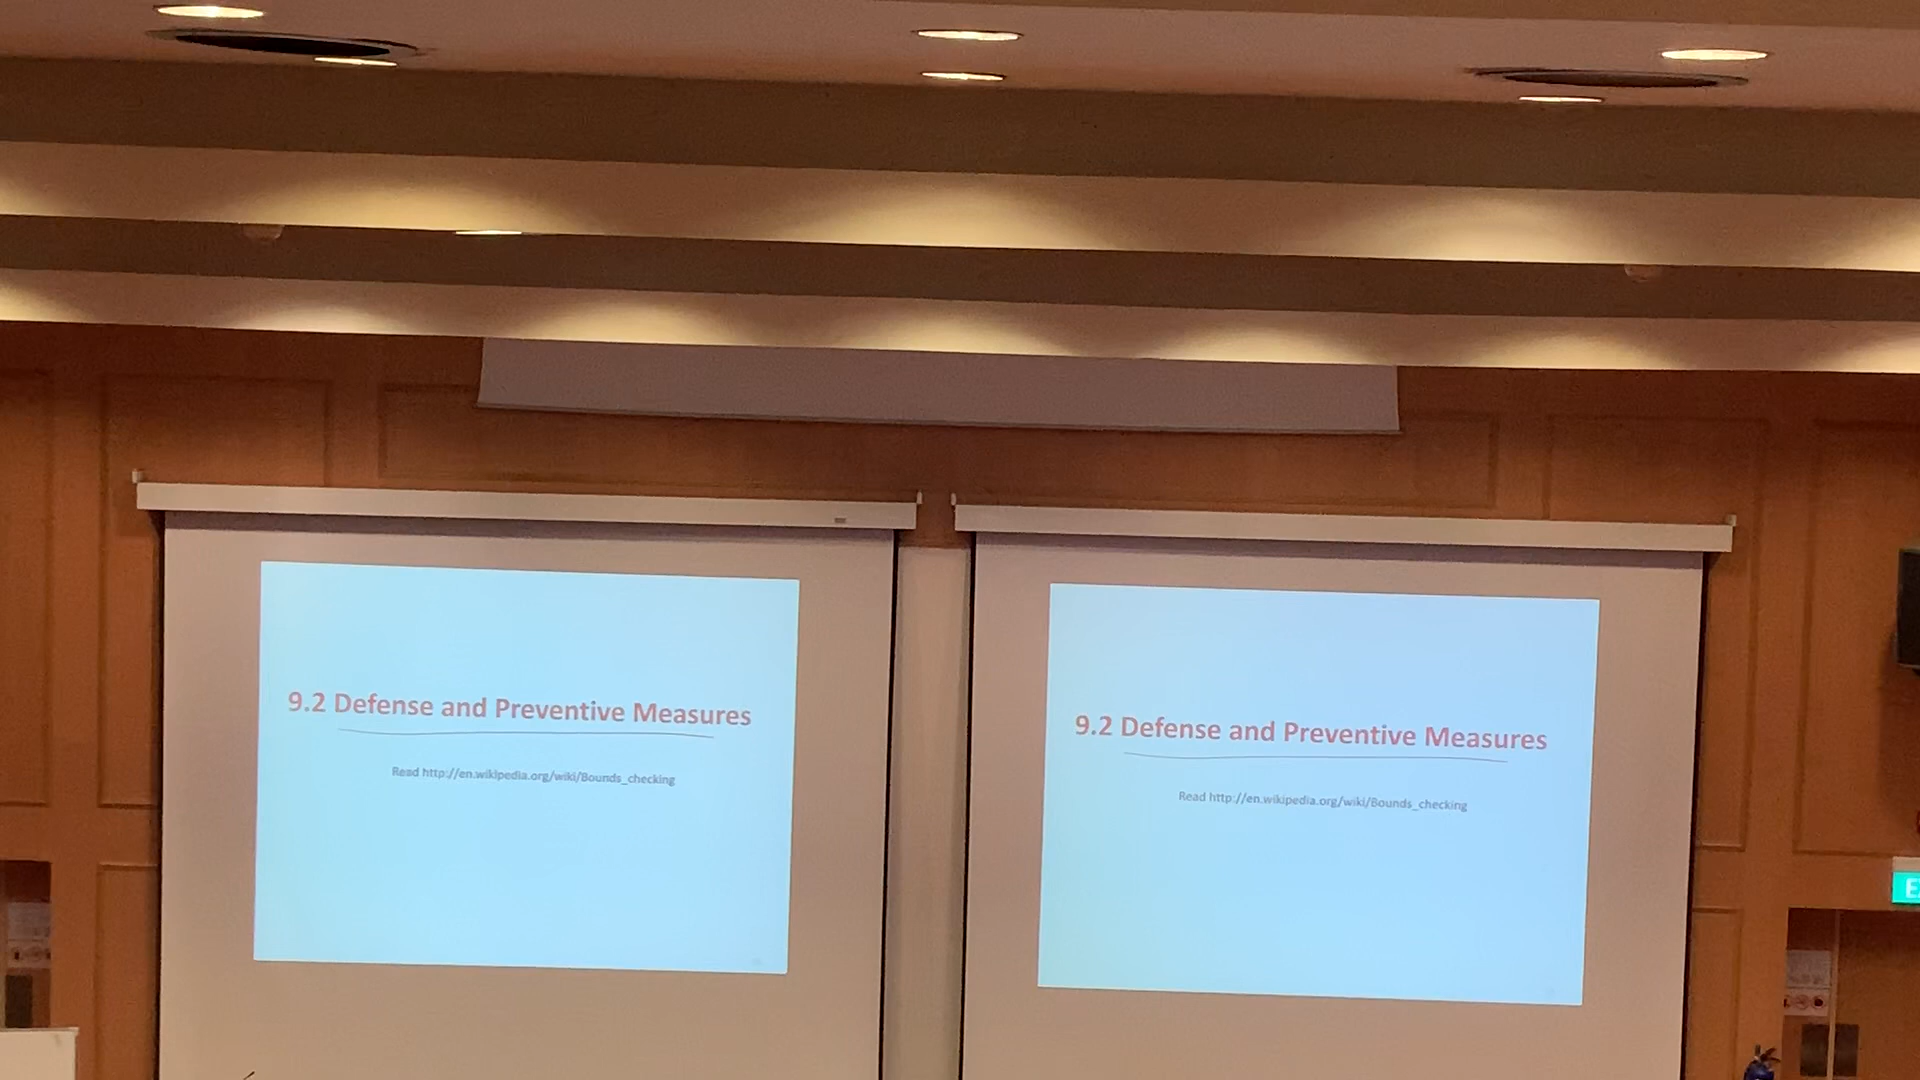 9.2 Defense and Preventive Measures
Read http://en.wikipedia.org/wiki/Bounds_checking
9.2 Defense and Preventive Measures
Read http://en.wikipedia.org/wiki/Bounds_checking
E